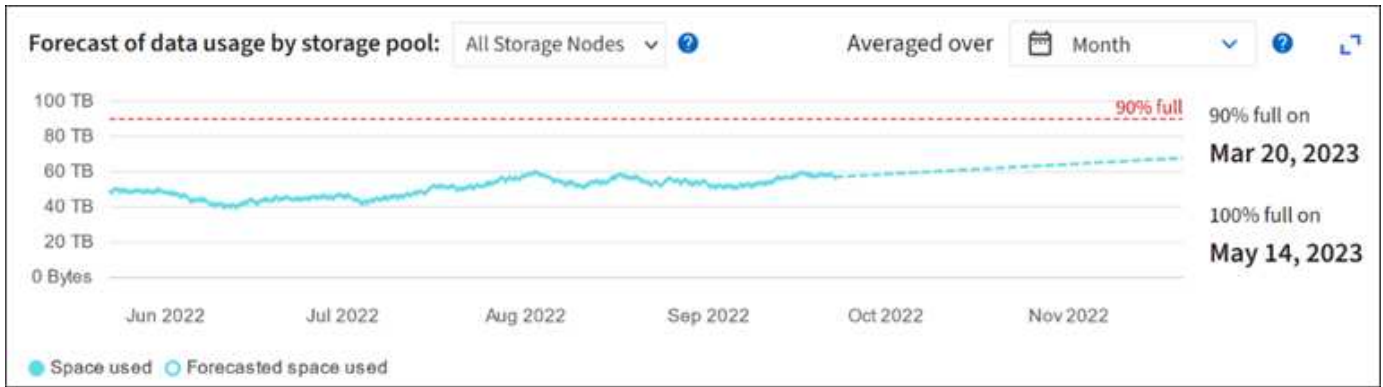 Forecast of data usage by storage pool: All Storage Nodes Averaged over Month
100 TB
90% full
80 TB
60 TB
40 TB
20 TB
0 Bytes
Jun 2022 Jul 2022 Aug 2022 Sep 2022 Oct 2022 Nov 2022
Space used Forecasted space used
90% full on
Mar 20, 2023
100% full on
May 14, 2023